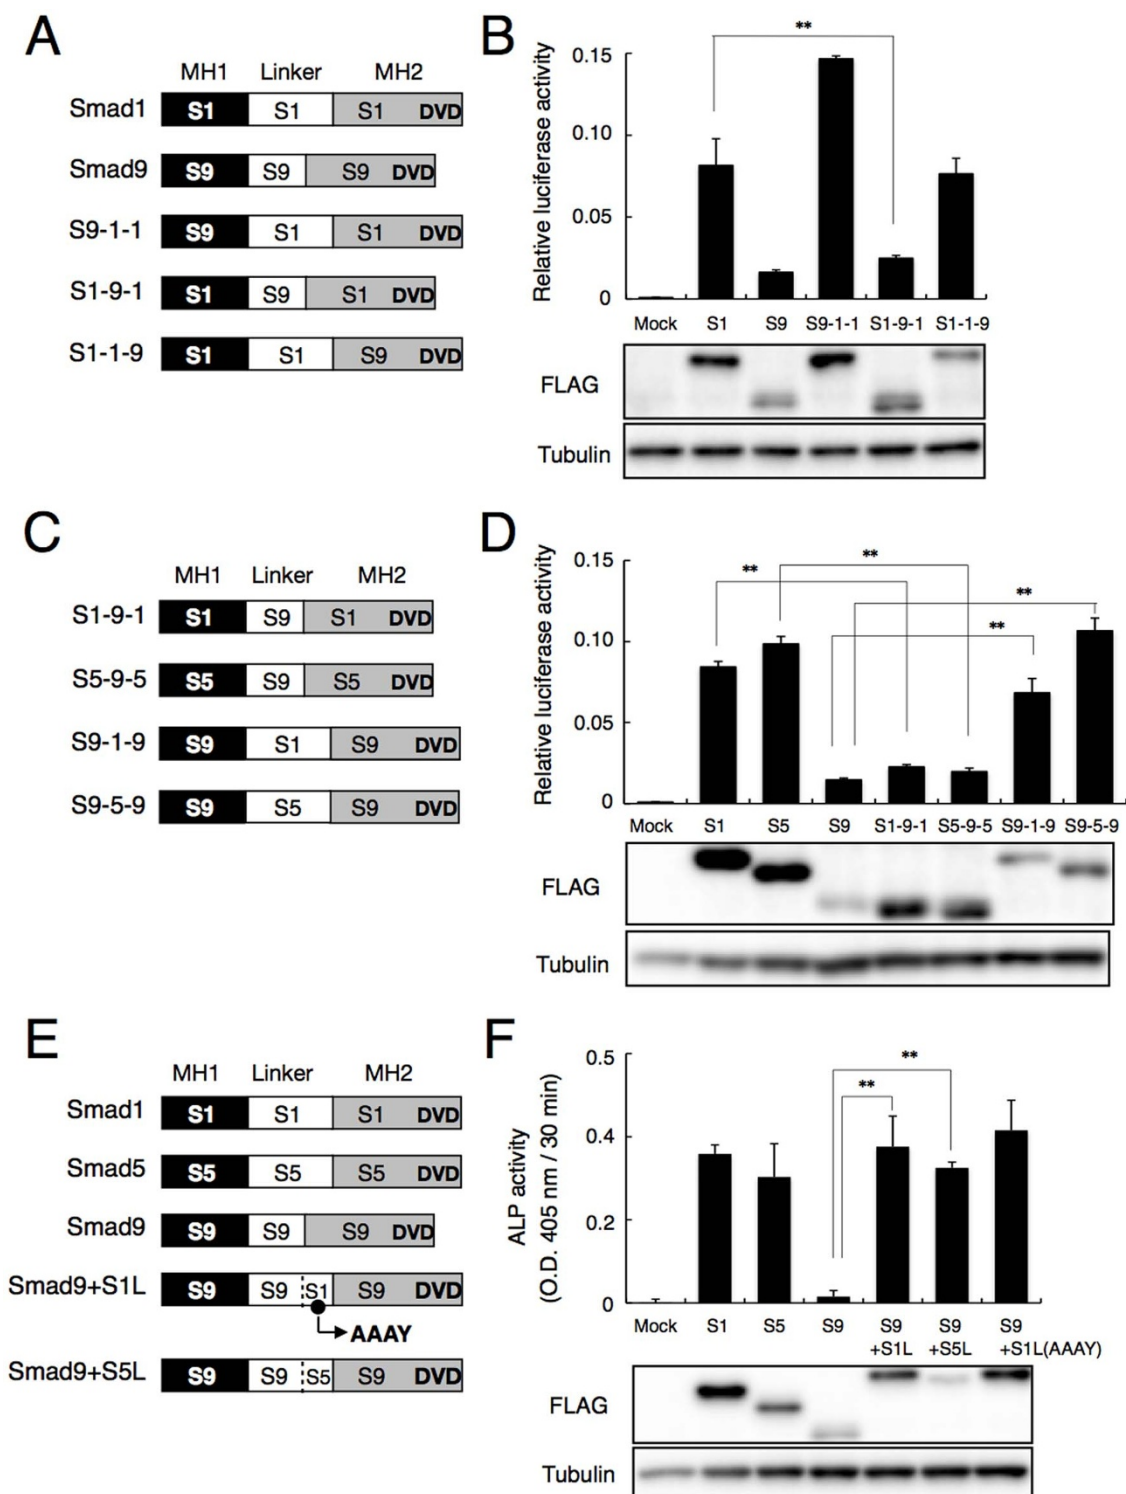 A
MH1 Linker MH2
Smad1 S1 S1 S1 DVD
Smad9 S9 S9 S9 DVD
S9-1-1 S9 S1 S1 DVD
S1-9-1 S1 S9 S1 DVD
S1-1-9 S1 S1 S9 DVD
B
Relative luciferase activity
0.15
0.10
0.05
0
**
Mock S1 S9 S9-1-1 S1-9-1 S1-1-9
FLAG
Tubulin
C
MH1 Linker MH2
S1-9-1 S1 S9 S1 DVD
S5-9-5 S5 S9 S5 DVD
S9-1-9 S9 S1 S9 DVD
S9-5-9 S9 S5 S9 DVD
D
Relative luciferase activity
0.15
0.10
0.05
0
**
**
**
**
Mock S1 S5 S9 S1-9-1 S5-9-5 S9-1-9 S9-5-9
FLAG
Tubulin
E
MH1 Linker MH2
Smad1 S1 S1 S1 DVD
Smad5 S5 S5 S5 DVD
Smad9 S9 S9 S9 DVD
Smad9+S1L S9 S9 S1 S9 DVD
AAAY
Smad9+S5L S9 S9 S5 S9 DVD
F
ALP activity
(O.D. 405 nm / 30 min)
0.5
0.4
0.2
0
**
**
Mock S1 S5 S9 S9 S9 S9
+S1L +S5L +S1L(AAAY)
FLAG
Tubulin